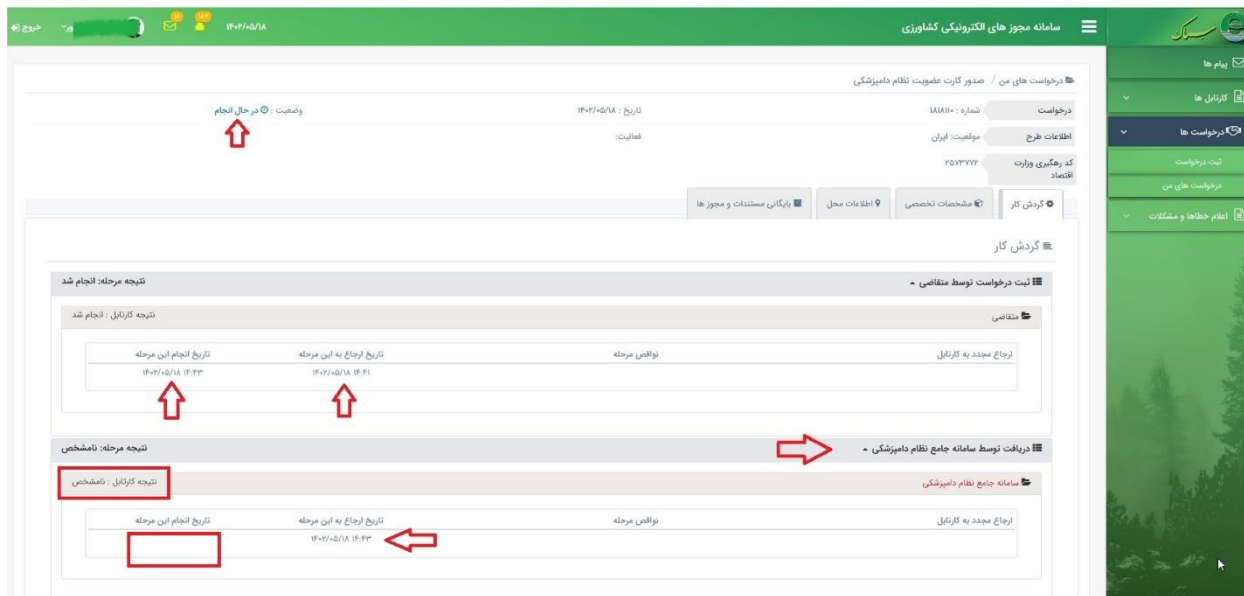 سماک
سامانه مجوز های الکترونیکی کشاورزی
۱۴۰۲/۰۵/۱۸
خروج
پیام ها
کارتابل ها
درخواست ها
ثبت درخواست
درخواست های من
اعلام خطاها و مشکلات
درخواست های من / صدور کارت عضویت نظام دامپزشکی
درخواست شماره : ۱۸۱۸۱۱۰ تاریخ : ۱۴۰۲/۰۵/۱۸ وضعیت : در حال انجام
اطلاعات طرح موقعیت: ایران فعالیت:
کد رهگیری وزارت اقتصاد ۲۵۷۳۷۷۲
گردش کار مشخصات تخصصی اطلاعات محل بایگانی مستندات و مجوز ها
گردش کار
ثبت درخواست توسط متقاضی نتیجه مرحله: انجام شد
متقاضی نتیجه کارتابل : انجام شد
ارجاع مجدد به کارتابل نواقص مرحله تاریخ ارجاع به این مرحله تاریخ انجام این مرحله
۱۴۰۲/۰۵/۱۸ ۱۴:۴۱ ۱۴۰۲/۰۵/۱۸ ۱۴:۴۳
دریافت توسط سامانه جامع نظام دامپزشکی نتیجه مرحله: نامشخص
سامانه جامع نظام دامپزشکی نتیجه کارتابل : نامشخص
ارجاع مجدد به کارتابل نواقص مرحله تاریخ ارجاع به این مرحله تاریخ انجام این مرحله
۱۴۰۲/۰۵/۱۸ ۱۴:۴۳